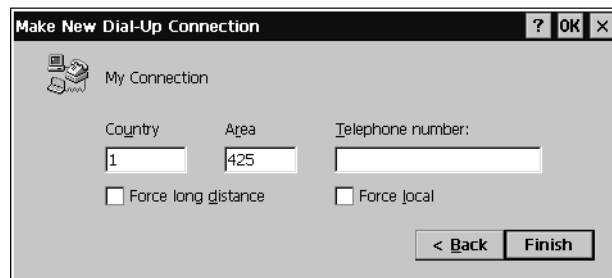 Make New Dial-Up Connection ? OK ×
My Connection
Country Area Telephone number:
1 425
Force long distance Force local
< Back Finish